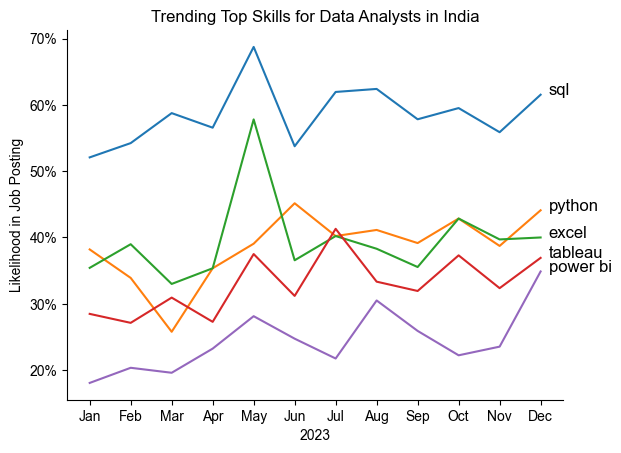 Trending Top Skills for Data Analysts in India
Likelihood in Job Posting
70%
60%
50%
40%
30%
20%
sql
python
excel
tableau
power bi
Jan Feb Mar Apr May Jun Jul Aug Sep Oct Nov Dec
2023